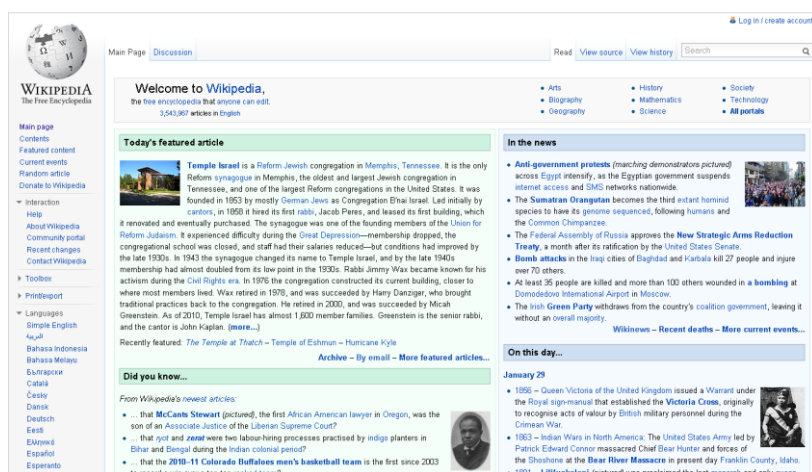 Log in / create account
Main Page Discussion
Read View source View history Search
WIKIPEDIA
The Free Encyclopedia
Main page
Contents
Featured content
Current events
Random article
Donate to Wikipedia
Interaction
Help
About Wikipedia
Community portal
Recent changes
Contact Wikipedia
Toolbox
Print/export
Languages
Simple English
العربية
Bahasa Indonesia
Bahasa Melayu
Български
Català
Česky
Dansk
Deutsch
Eesti
Ελληνικά
Español
Esperanto
Welcome to Wikipedia,
the free encyclopedia that anyone can edit.
3,543,967 articles in English
Arts
Biography
Geography
History
Mathematics
Science
Society
Technology
All portals
Today's featured article
Temple Israel is a Reform Jewish congregation in Memphis, Tennessee. It is the only
Reform synagogue in Memphis, the oldest and largest Jewish congregation in
Tennessee, and one of the largest Reform congregations in the United States. It was
founded in 1853 by mostly German Jews as Congregation B'nai Israel. Led initially by
cantors, in 1858 it hired its first rabbi, Jacob Peres, and leased its first building, which
it renovated and eventually purchased. The synagogue was one of the founding members of the Union for
Reform Judaism. It experienced difficulty during the Great Depression—membership dropped, the
congregational school was closed, and staff had their salaries reduced—but conditions had improved by
the late 1930s. In 1943 the synagogue changed its name to Temple Israel, and by the late 1940s
membership had almost doubled from its low point in the 1930s. Rabbi Jimmy Wax became known for his
activism during the Civil Rights era. In 1976 the congregation constructed its current building, closer to
where most members lived. Wax retired in 1978, and was succeeded by Harry Danziger, who brought
traditional practices back to the congregation. He retired in 2000, and was succeeded by Micah
Greenstein. As of 2010, Temple Israel has almost 1,600 member families. Greenstein is the senior rabbi,
and the cantor is John Kaplan. (more...)
Recently featured: The Temple at Thatch – Temple of Eshmun – Hurricane Kyle
Archive – By email – More featured articles...
Did you know...
From Wikipedia's newest articles:
... that McCants Stewart (pictured), the first African American lawyer in Oregon, was the
son of an Associate Justice of the Liberian Supreme Court?
... that ryot and zerat were two labour-hiring processes practised by indigo planters in
Bihar and Bengal during the Indian colonial period?
... that the 2010–11 Colorado Buffaloes men's basketball team is the first since 2003
In the news
Anti-government protests (marching demonstrators pictured)
across Egypt intensify, as the Egyptian government suspends
internet access and SMS networks nationwide.
The Sumatran Orangutan becomes the third extant hominid
species to have its genome sequenced, following humans and
the Common Chimpanzee.
The Federal Assembly of Russia approves the New Strategic Arms Reduction
Treaty, a month after its ratification by the United States Senate.
Bomb attacks in the Iraqi cities of Baghdad and Karbala kill 27 people and injure
over 70 others.
At least 35 people are killed and more than 100 others wounded in a bombing at
Domodedovo International Airport in Moscow.
The Irish Green Party withdraws from the country's coalition government, leaving it
without an overall majority.
Wikinews – Recent deaths – More current events...
On this day...
January 29
1856 – Queen Victoria of the United Kingdom issued a Warrant under
the Royal sign-manual that established the Victoria Cross, originally
to recognise acts of valour by British military personnel during the
Crimean War.
1863 – Indian Wars in North America: The United States Army led by
Patrick Edward Connor massacred Chief Bear Hunter and forces of
the Shoshone at the Bear River Massacre in present day Franklin County, Idaho.